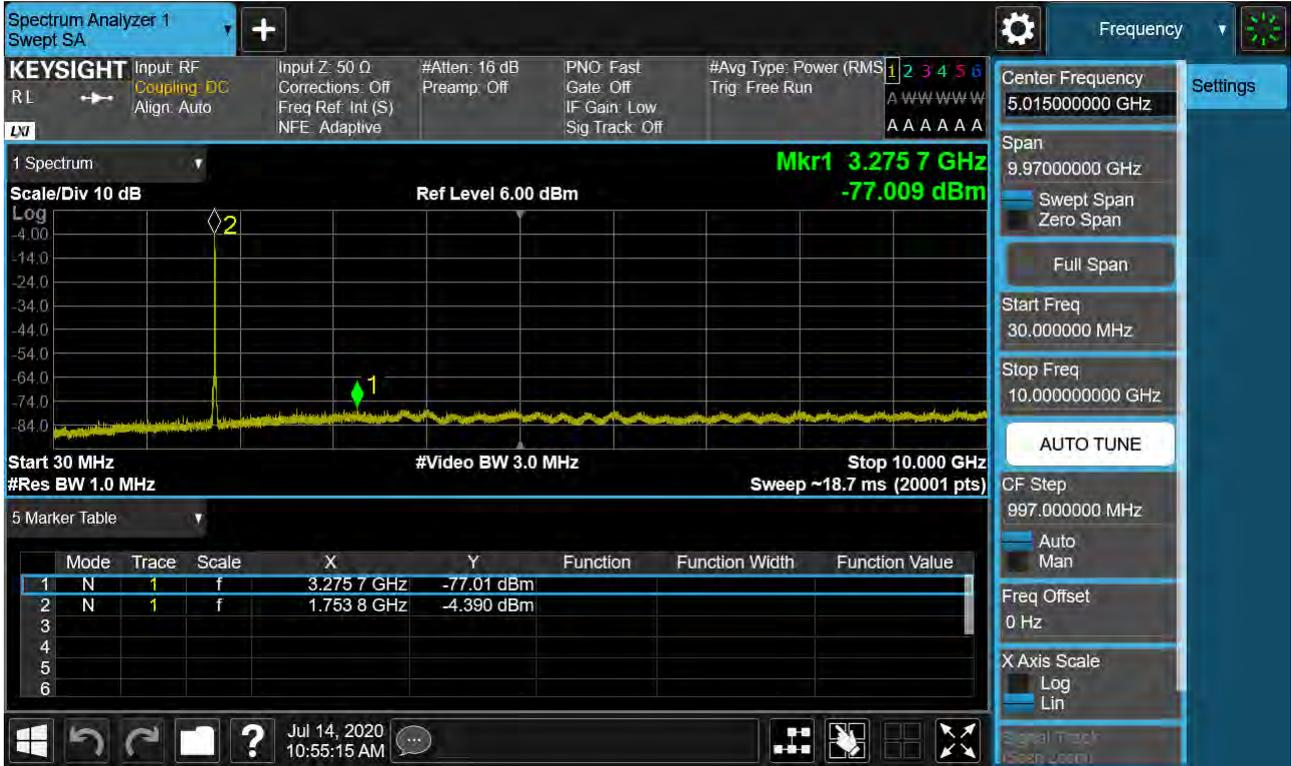 Spectrum Analyzer 1
Swept SA
Frequency
KEYSIGHT
RL
LXI
Input: RF
Coupling: DC
Align: Auto
Input Z: 50 Ω
Corrections: Off
Freq Ref: Int (S)
NFE: Adaptive
#Atten: 16 dB
Preamp: Off
PNO: Fast
Gate: Off
IF Gain: Low
Sig Track: Off
#Avg Type: Power (RMS
Trig: Free Run
1 2 3 4 5 6
A W W W W W
A A A A A A
1 Spectrum
Scale/Div 10 dB
Ref Level 6.00 dBm
Mkr1 3.275 7 GHz
-77.009 dBm
Log
-4.00
-14.0
-24.0
-34.0
-44.0
-54.0
-64.0
-74.0
-84.0
2
1
Start 30 MHz
#Video BW 3.0 MHz
Stop 10.000 GHz
#Res BW 1.0 MHz
Sweep ~18.7 ms (20001 pts)
5 Marker Table
Mode Trace Scale X Y Function Function Width Function Value
1 N 1 f 3.275 7 GHz -77.01 dBm
2 N 1 f 1.753 8 GHz -4.390 dBm
3
4
5
6
?
Jul 14, 2020
10:55:15 AM
Center Frequency
5.015000000 GHz
Span
9.97000000 GHz
Swept Span
Zero Span
Full Span
Start Freq
30.000000 MHz
Stop Freq
10.000000000 GHz
AUTO TUNE
CF Step
997.000000 MHz
Auto
Man
Freq Offset
0 Hz
X Axis Scale
Log
Lin
Signal Track
(Span Zoom)
Settings